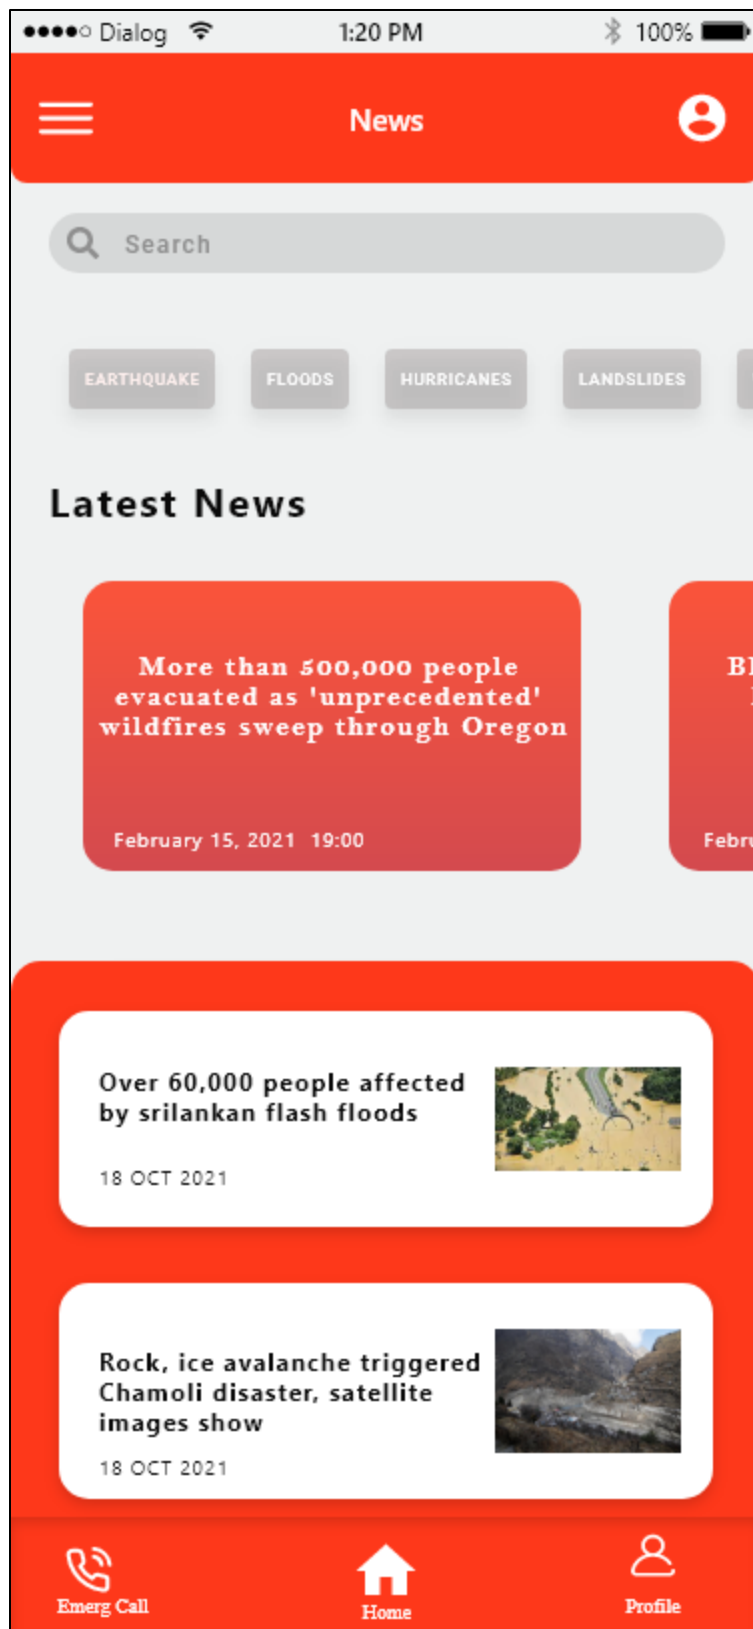 Dialog 1:20 PM 100%
News
Search
EARTHQUAKE FLOODS HURRICANES LANDSLIDES
Latest News
More than 500,000 people
evacuated as 'unprecedented'
wildfires sweep through Oregon
February 15, 2021 19:00
Over 60,000 people affected
by srilankan flash floods
18 OCT 2021
Rock, ice avalanche triggered
Chamoli disaster, satellite
images show
18 OCT 2021
Emerg Call Home Profile